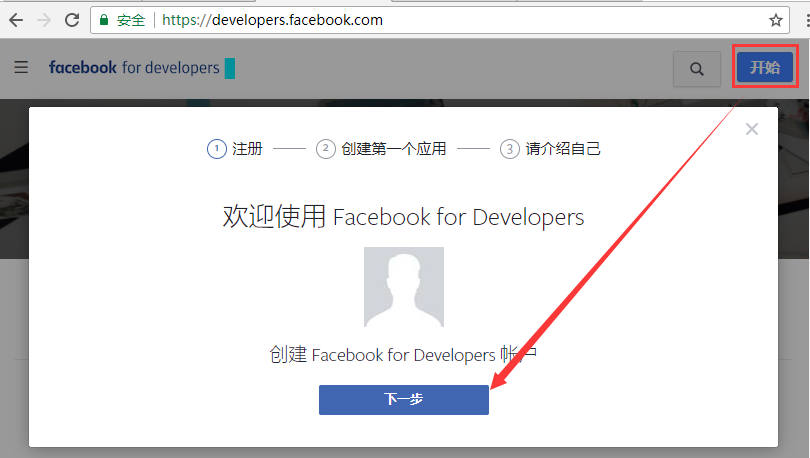 安全 https://developers.facebook.com
facebook for developers 开始
1 注册 2 创建第一个应用 3 请介绍自己
欢迎使用 Facebook for Developers
创建 Facebook for Developers 帐户
下一步